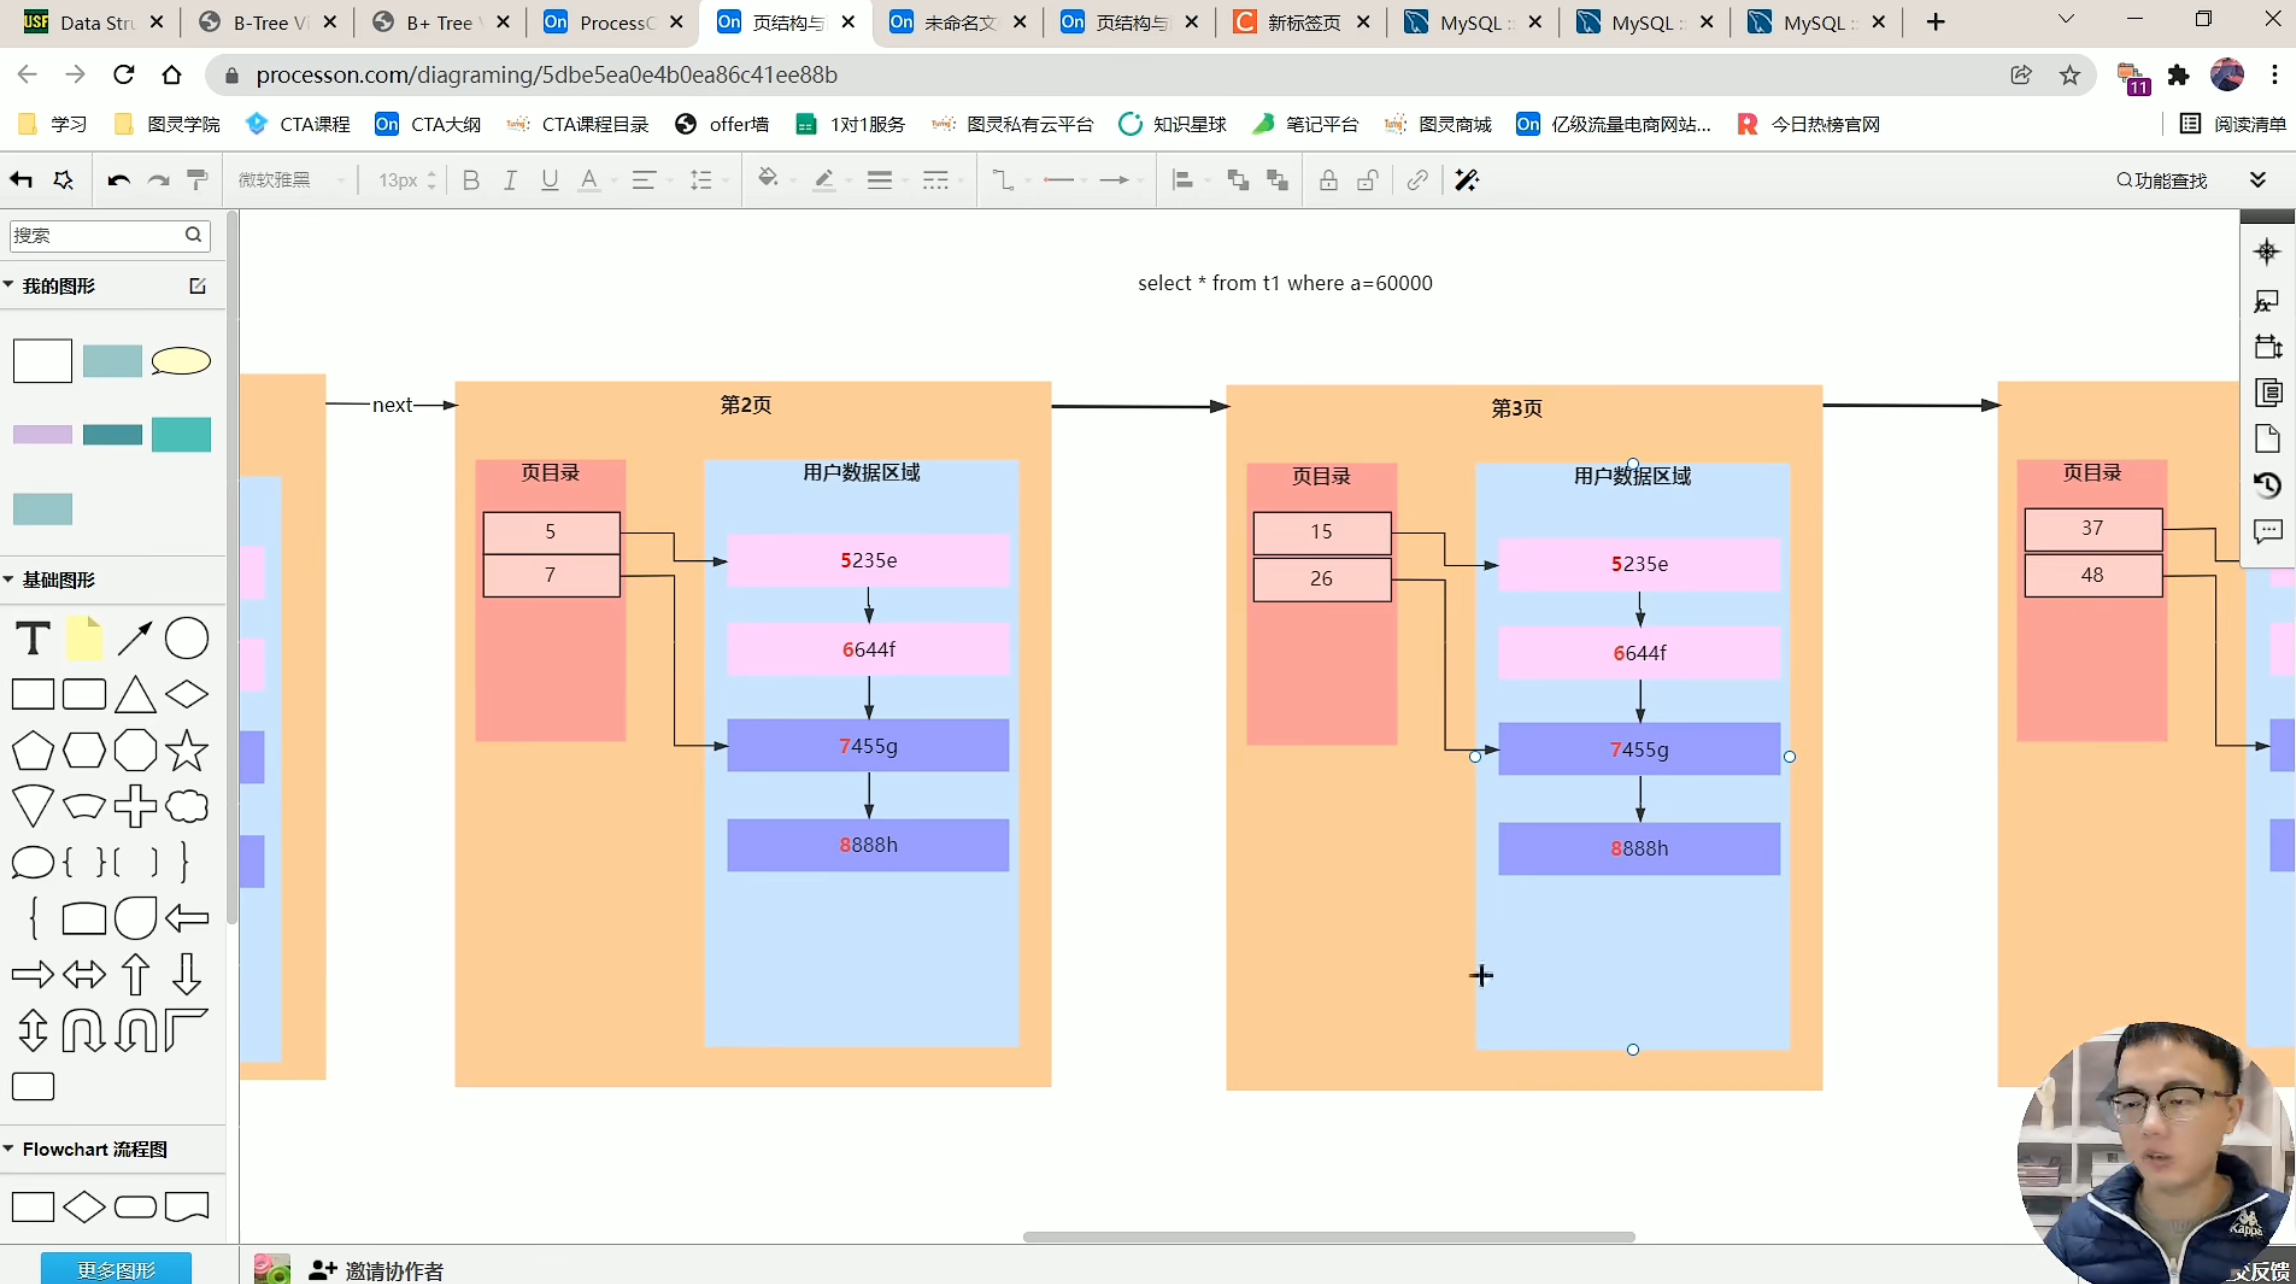 Data Stru
B-Tree Vi
B+ Tree
ProcessO
页结构与
未命名文
页结构与
新标签页
MySQL ::
MySQL ::
MySQL ::
processon.com/diagraming/5dbe5ea0e4b0ea86c41ee88b
11
学习
图灵学院
CTA课程
CTA大纲
CTA课程目录
offer墙
1对1服务
图灵私有云平台
知识星球
笔记平台
图灵商城
亿级流量电商网站...
今日热榜官网
阅读清单
微软雅黑
13px
功能查找
搜索
我的图形
基础图形
Flowchart 流程图
更多图形
邀请协作者
select * from t1 where a=60000
next
第2页
页目录
5
7
用户数据区域
5235e
6644f
7455g
8888h
第3页
页目录
15
26
用户数据区域
5235e
6644f
7455g
8888h
页目录
37
48
Kappa
反馈